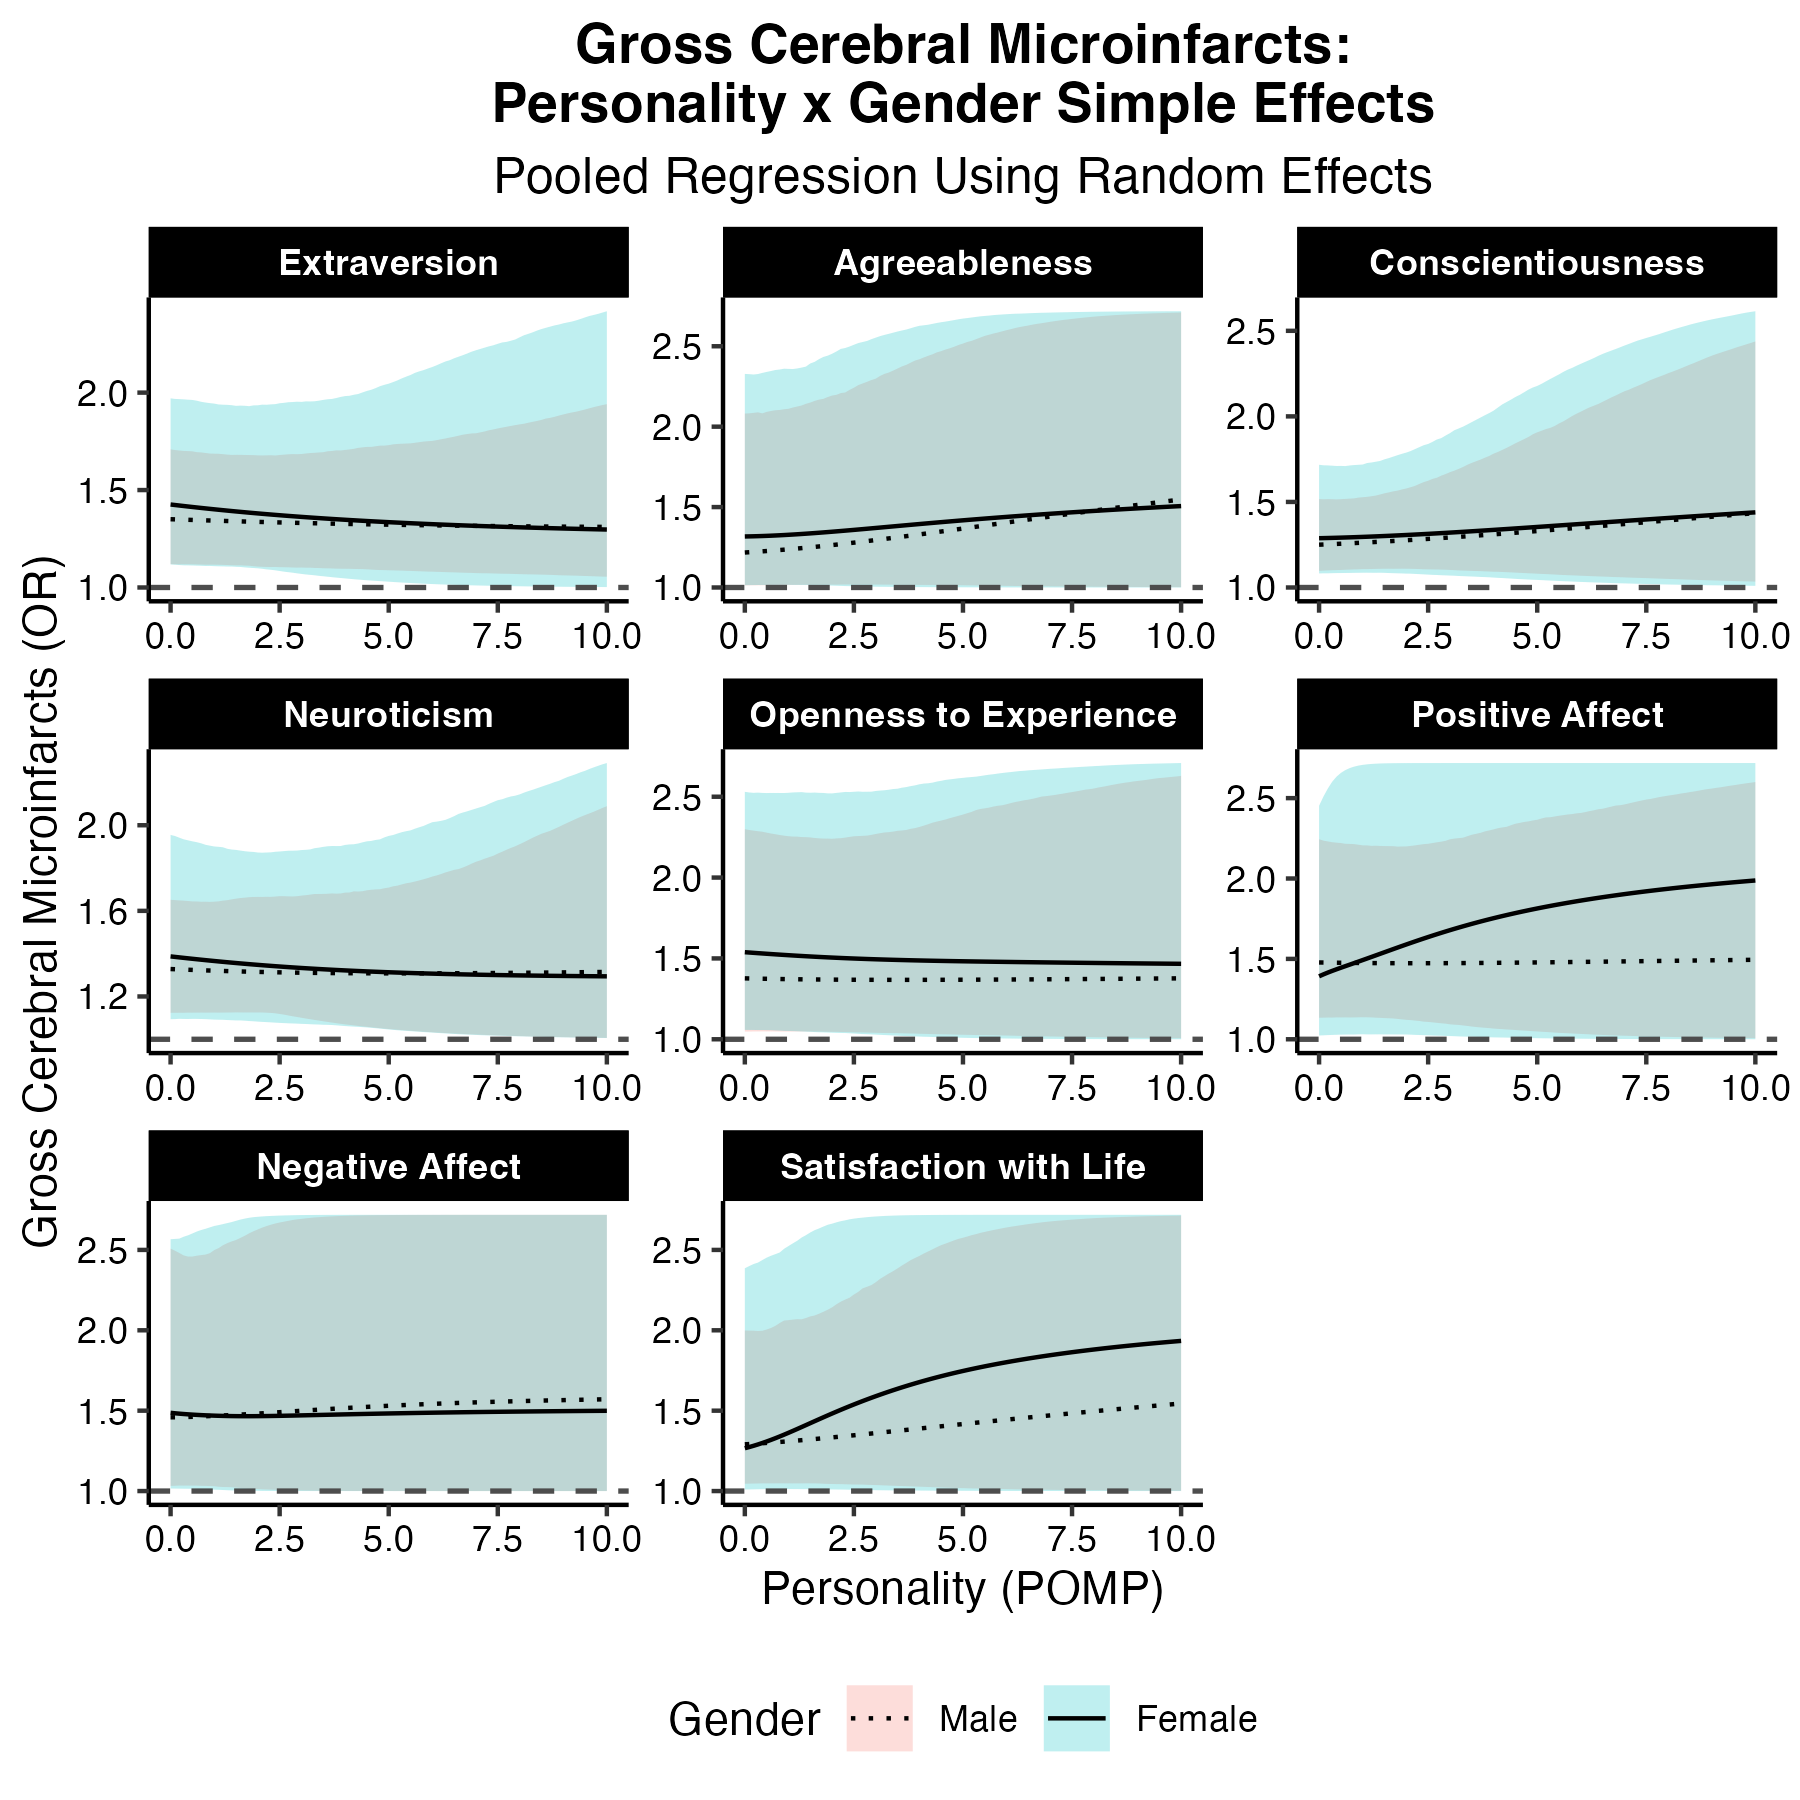 Gross Cerebral Microinfarcts:
Personality x Gender Simple Effects
Pooled Regression Using Random Effects
Gross Cerebral Microinfarcts (OR)
Extraversion
2.0
1.5
1.0
0.0 2.5 5.0 7.5 10.0
Agreeableness
2.5
2.0
1.5
1.0
0.0 2.5 5.0 7.5 10.0
Conscientiousness
2.5
2.0
1.5
1.0
0.0 2.5 5.0 7.5 10.0
Neuroticism
2.0
1.6
1.2
0.0 2.5 5.0 7.5 10.0
Openness to Experience
2.5
2.0
1.5
1.0
0.0 2.5 5.0 7.5 10.0
Positive Affect
2.5
2.0
1.5
1.0
0.0 2.5 5.0 7.5 10.0
Negative Affect
2.5
2.0
1.5
1.0
0.0 2.5 5.0 7.5 10.0
Satisfaction with Life
2.5
2.0
1.5
1.0
0.0 2.5 5.0 7.5 10.0
Personality (POMP)
Gender Male Female